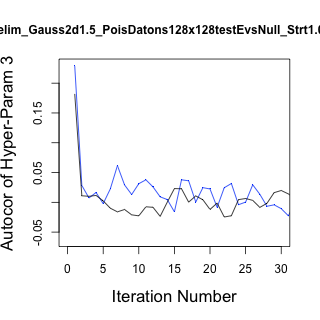 elim_Gauss2d1.5_PoisDatons128x128testEvsNull_Strt1.0
Autocor of Hyper-Param 3
-0.05 0.05 0.15
0 5 10 15 20 25 30
Iteration Number